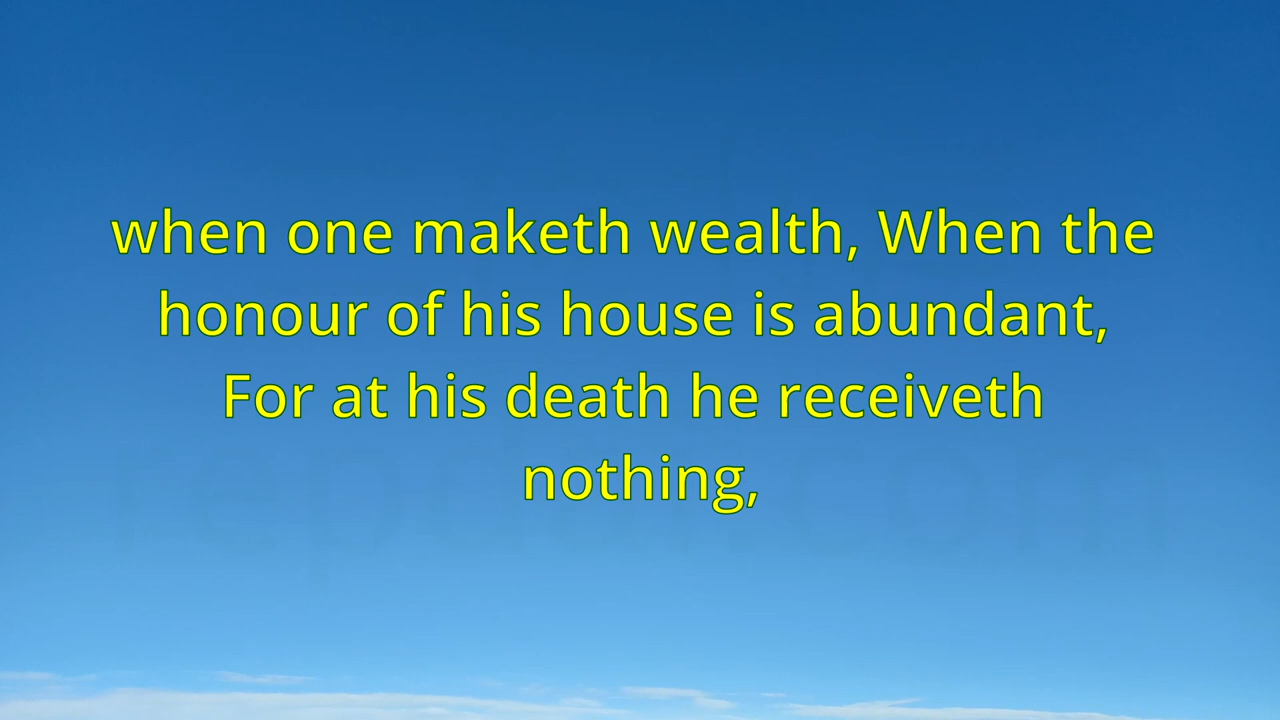 when one maketh wealth, When the
honour of his house is abundant,
For at his death he receiveth
nothing,